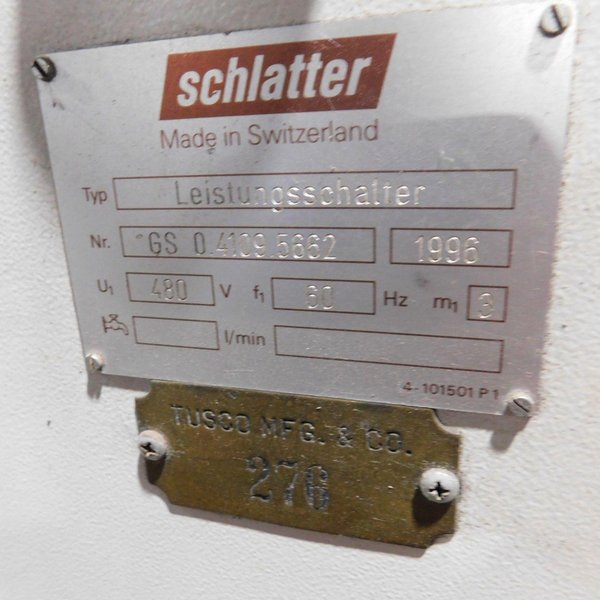 schlatter
Made in Switzerland
Typ Leistungsschalter
Nr. GS 0.4109.5662 1996
U1 480 V f1 60 Hz m1 3
l/min
4-101501 P1
TUSCO MFG. & CO.
276